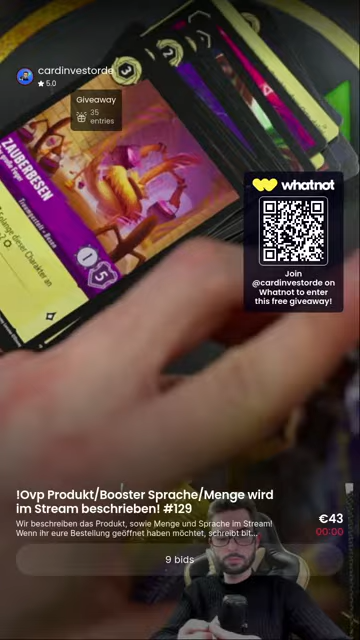 cardinvestorde
5.0
Giveaway
35
entries
3
2
ZAUBERBESEN
1
5
whatnot
Join
@cardinvestorde on
Whatnot to enter
this free giveaway!
!Ovp Produkt/Booster Sprache/Menge wird
im Stream beschrieben! #129
Wir beschreiben das Produkt, sowie Menge und Sprache im Stream!
Wenn ihr eure Bestellung geöffnet haben möchtet, schreibt bit...
€43
00:00
9 bids